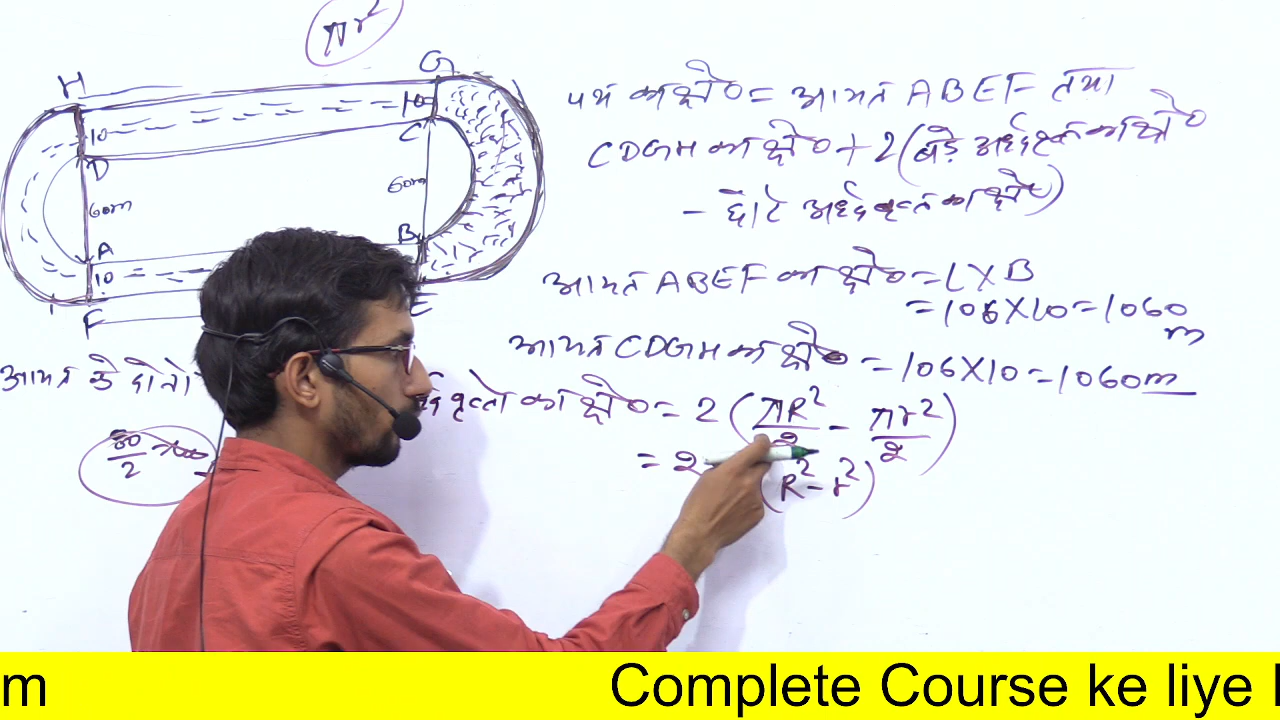 πr²
H
G
10
10
D
C
60m
60m
A
B
10
F
E
पथ का क्षे० = आयत ABEF तथा
CDGH का क्षे० + 2(बड़े अर्धवृत्त का क्षे०
- छोटे अर्धवृत्त का क्षे०)
आयत ABEF का क्षे० = L X B
= 106 X 10 = 1060
m
आयत CDGH का क्षे० = 106 X 10 = 1060m
आयत के दोनों
वृत्तो का क्षे० = 2 (πR²/2 - πr²/2)
= 2 (R² - r²)
80/2
m Complete Course ke liye